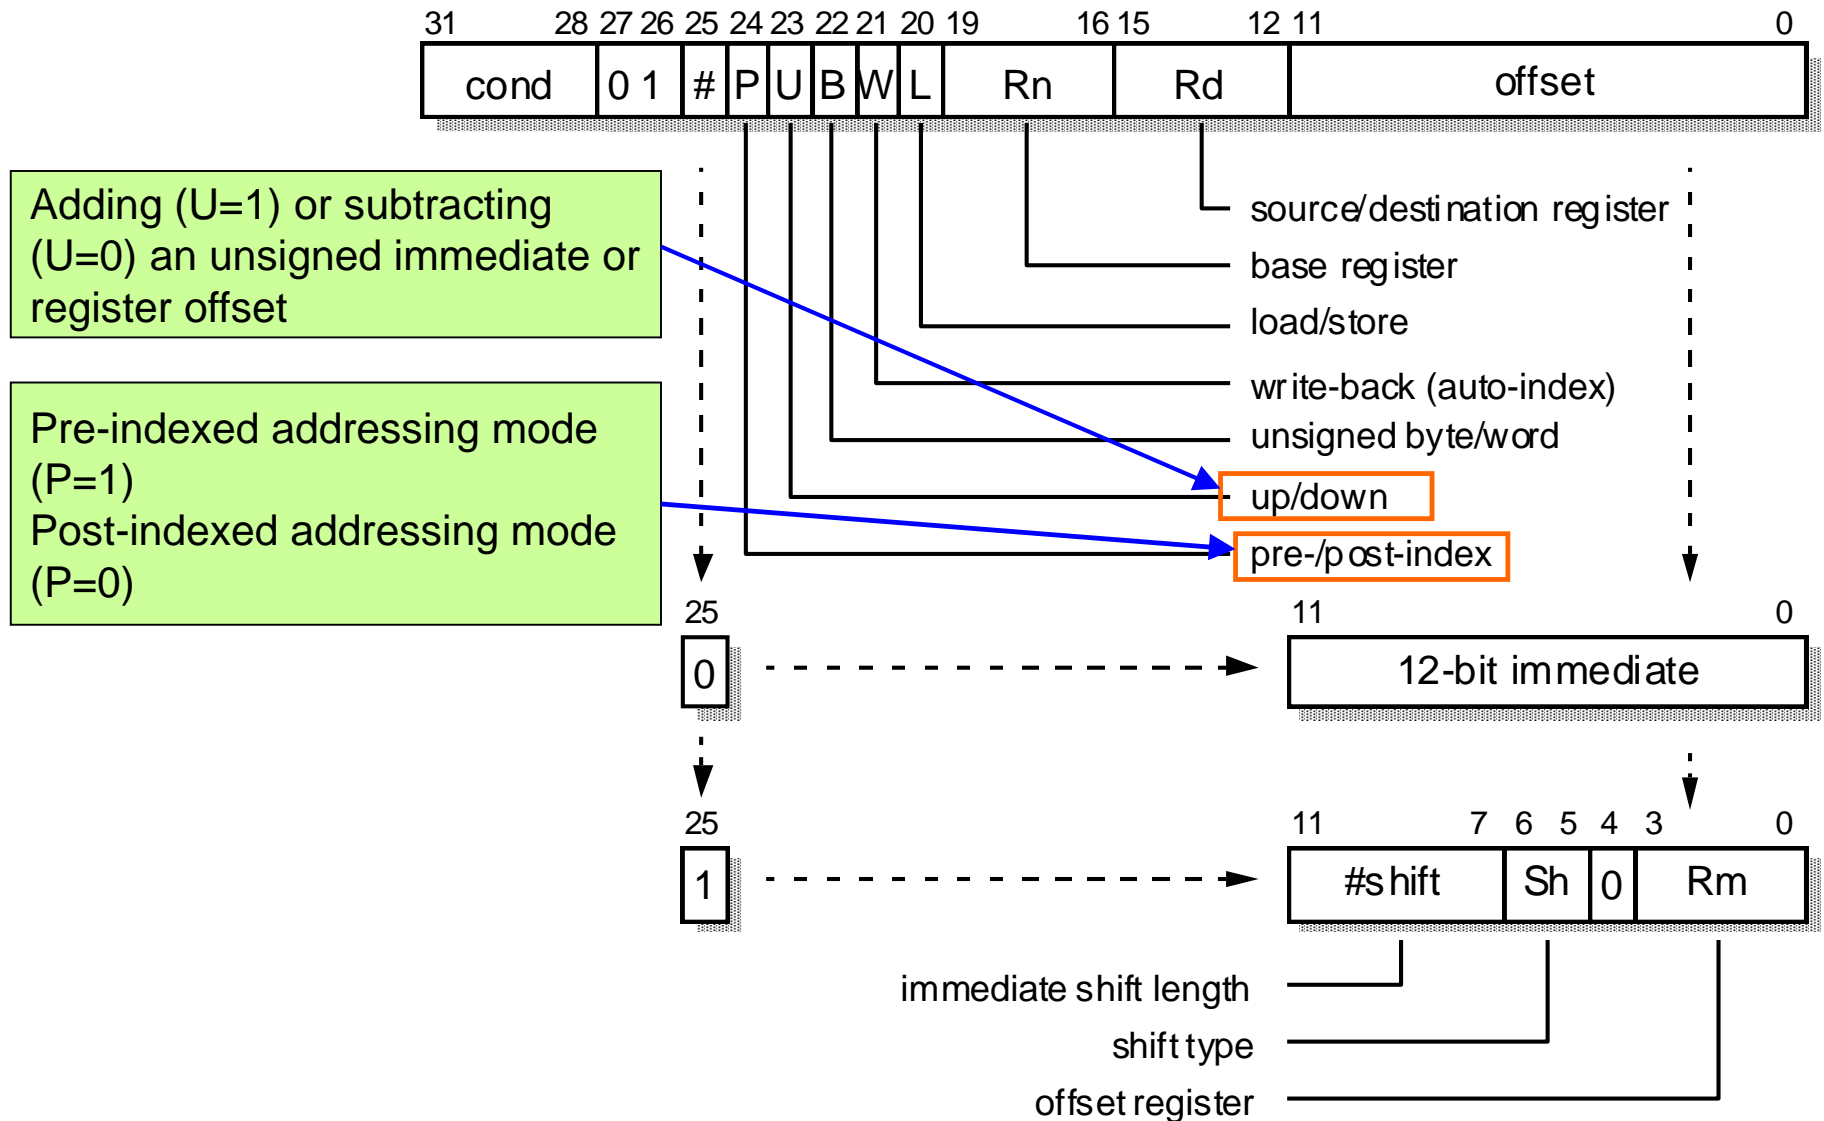 31 28 27 26 25 24 23 22 21 20 19 16 15 12 11 0
cond 0 1 # P U B W L Rn Rd offset
Adding (U=1) or subtracting
(U=0) an unsigned immediate or
register offset
source/destination register
base register
load/store
write-back (auto-index)
unsigned byte/word
up/down
pre-/post-index
Pre-indexed addressing mode
(P=1)
Post-indexed addressing mode
(P=0)
25 11 0
0 12-bit immediate
25 11 7 6 5 4 3 0
1 #shift Sh 0 Rm
immediate shift length
shift type
offset register